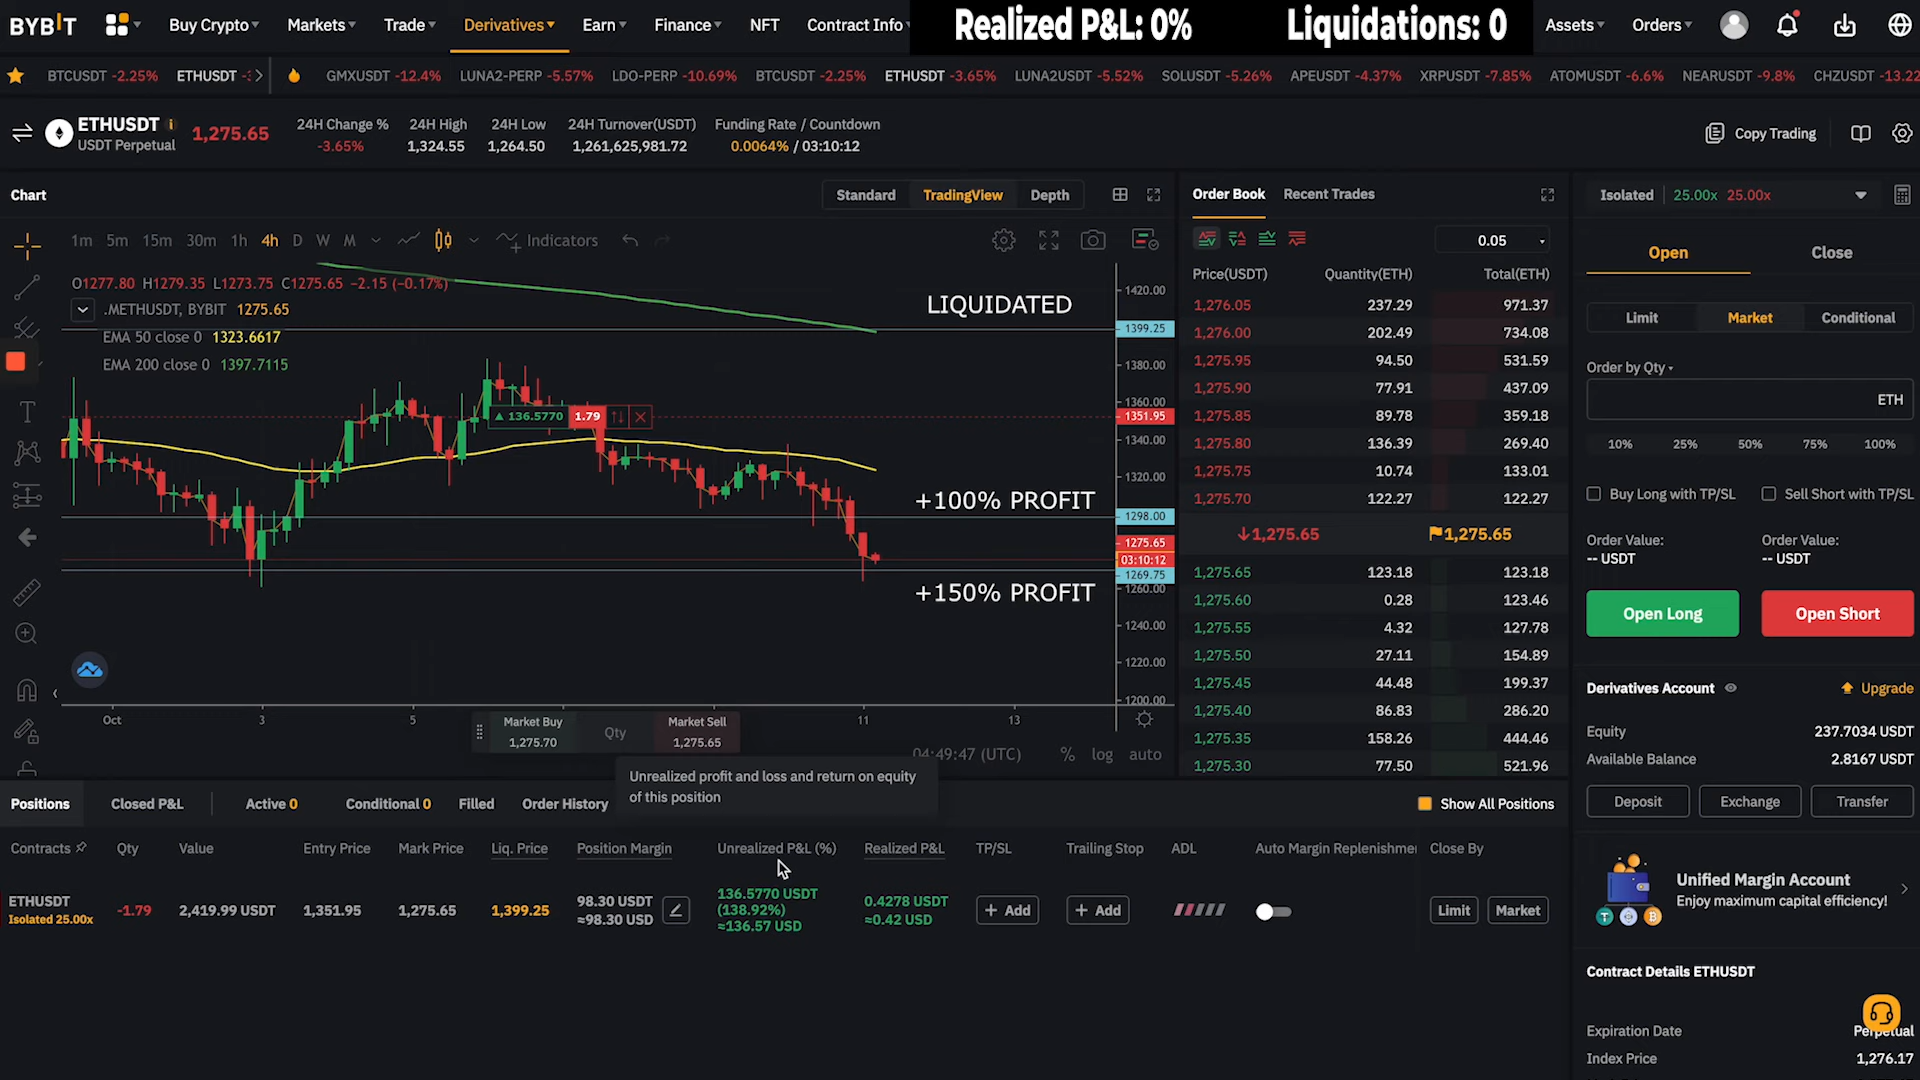 BYBIT Buy Crypto Markets Trade Derivatives Earn Finance NFT Contract Info Realized P&L: 0% Liquidations: 0 Assets Orders
BTCUSDT -2.25% ETHUSDT GMXUSDT -12.4% LUNA2-PERP -5.57% LDO-PERP -10.69% BTCUSDT -2.25% ETHUSDT -3.65% LUNA2USDT -5.52% SOLUSDT -5.26% APEUSDT -4.37% XRPUSDT -7.85% ATOMUSDT -6.6% NEARUSDT -9.8% CHZUSDT -13.22
ETHUSDT i 1,275.65 24H Change % 24H High 24H Low 24H Turnover(USDT) Funding Rate / Countdown
USDT Perpetual -3.65% 1,324.55 1,264.50 1,261,625,981.72 0.0064% / 03:10:12 Copy Trading
Chart Standard TradingView Depth
1m 5m 15m 30m 1h 4h D W M Indicators
O1277.80 H1279.35 L1273.75 C1275.65 -2.15 (-0.17%)
.METHUSDT, BYBIT 1275.65
EMA 50 close 0 1323.6617
EMA 200 close 0 1397.7115
LIQUIDATED
136.5770 1.79
+100% PROFIT
+150% PROFIT
1420.00
1399.25
1380.00
1360.00
1351.95
1340.00
1320.00
1298.00
1275.65
03:10:12
1269.75
1260.00
1240.00
1220.00
1200.00
Oct 3 5 11 13
Market Buy Qty Market Sell
1,275.70 1,275.65
04:49:47 (UTC) % log auto
Order Book Recent Trades
0.05
Price(USDT) Quantity(ETH) Total(ETH)
1,276.05 237.29 971.37
1,276.00 202.49 734.08
1,275.95 94.50 531.59
1,275.90 77.91 437.09
1,275.85 89.78 359.18
1,275.80 136.39 269.40
1,275.75 10.74 133.01
1,275.70 122.27 122.27
↓1,275.65 1,275.65
1,275.65 123.18 123.18
1,275.60 0.28 123.46
1,275.55 4.32 127.78
1,275.50 27.11 154.89
1,275.45 44.48 199.37
1,275.40 86.83 286.20
1,275.35 158.26 444.46
1,275.30 77.50 521.96
Isolated 25.00x 25.00x
Open Close
Limit Market Conditional
Order by Qty
ETH
10% 25% 50% 75% 100%
Buy Long with TP/SL Sell Short with TP/SL
Order Value: Order Value:
-- USDT -- USDT
Open Long Open Short
Derivatives Account Upgrade
Equity 237.7034 USDT
Available Balance 2.8167 USDT
Deposit Exchange Transfer
Unified Margin Account
Enjoy maximum capital efficiency!
Contract Details ETHUSDT
Expiration Date Perpetual
Index Price 1,276.17
Unrealized profit and loss and return on equity
of this position
Positions Closed P&L Active 0 Conditional 0 Filled Order History Show All Positions
Contracts Qty Value Entry Price Mark Price Liq. Price Position Margin Unrealized P&L (%) Realized P&L TP/SL Trailing Stop ADL Auto Margin Replenishme Close By
ETHUSDT
Isolated 25.00x
-1.79 2,419.99 USDT 1,351.95 1,275.65 1,399.25
98.30 USDT
≈98.30 USD
136.5770 USDT
(138.92%)
≈136.57 USD
0.4278 USDT
≈0.42 USD
+ Add + Add Limit Market